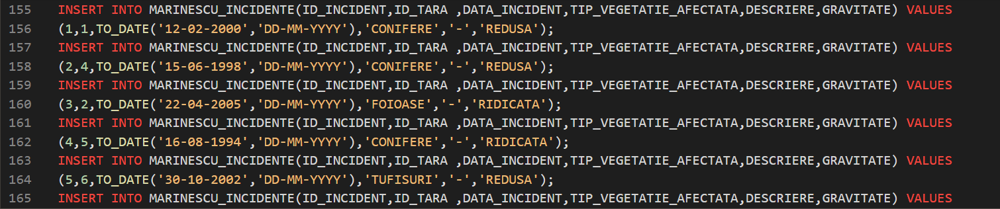 155 INSERT INTO MARINESCU_INCIDENTE(ID_INCIDENT,ID_TARA ,DATA_INCIDENT,TIP_VEGETATIE_AFECTATA,DESCRIERE,GRAVITATE) VALUES
156 (1,1,TO_DATE('12-02-2000','DD-MM-YYYY'),'CONIFERE','-','REDUSA');
157 INSERT INTO MARINESCU_INCIDENTE(ID_INCIDENT,ID_TARA ,DATA_INCIDENT,TIP_VEGETATIE_AFECTATA,DESCRIERE,GRAVITATE) VALUES
158 (2,4,TO_DATE('15-06-1998','DD-MM-YYYY'),'CONIFERE','-','REDUSA');
159 INSERT INTO MARINESCU_INCIDENTE(ID_INCIDENT,ID_TARA ,DATA_INCIDENT,TIP_VEGETATIE_AFECTATA,DESCRIERE,GRAVITATE) VALUES
160 (3,2,TO_DATE('22-04-2005','DD-MM-YYYY'),'FOIOASE','-','RIDICATA');
161 INSERT INTO MARINESCU_INCIDENTE(ID_INCIDENT,ID_TARA ,DATA_INCIDENT,TIP_VEGETATIE_AFECTATA,DESCRIERE,GRAVITATE) VALUES
162 (4,5,TO_DATE('16-08-1994','DD-MM-YYYY'),'CONIFERE','-','RIDICATA');
163 INSERT INTO MARINESCU_INCIDENTE(ID_INCIDENT,ID_TARA ,DATA_INCIDENT,TIP_VEGETATIE_AFECTATA,DESCRIERE,GRAVITATE) VALUES
164 (5,6,TO_DATE('30-10-2002','DD-MM-YYYY'),'TUFISURI','-','REDUSA');
165 INSERT INTO MARINESCU_INCIDENTE(ID_INCIDENT,ID_TARA ,DATA_INCIDENT,TIP_VEGETATIE_AFECTATA,DESCRIERE,GRAVITATE) VALUES